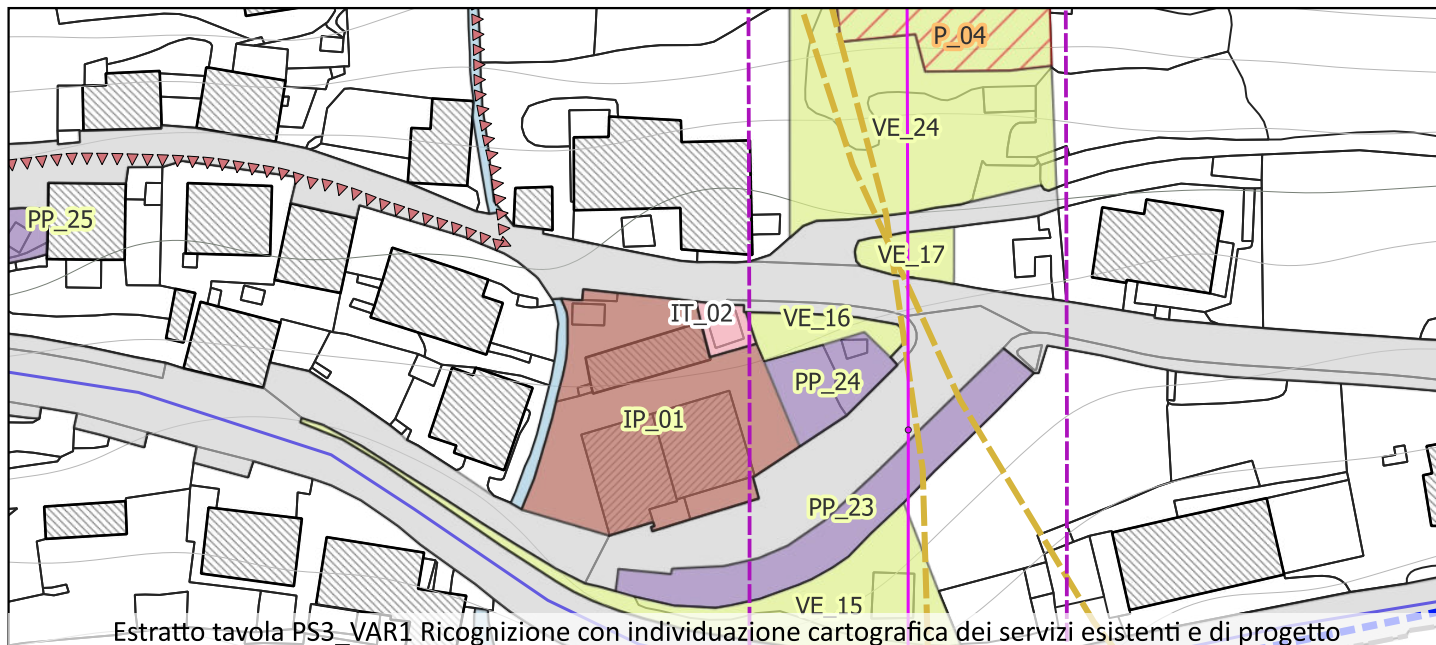 P_04
VE_24
PP_25
VE_17
IT_02
VE_16
PP_24
IP_01
PP_23
VE_15
Estratto tavola PS3_VAR1 Ricognizione con individuazione cartografica dei servizi esistenti e di progetto